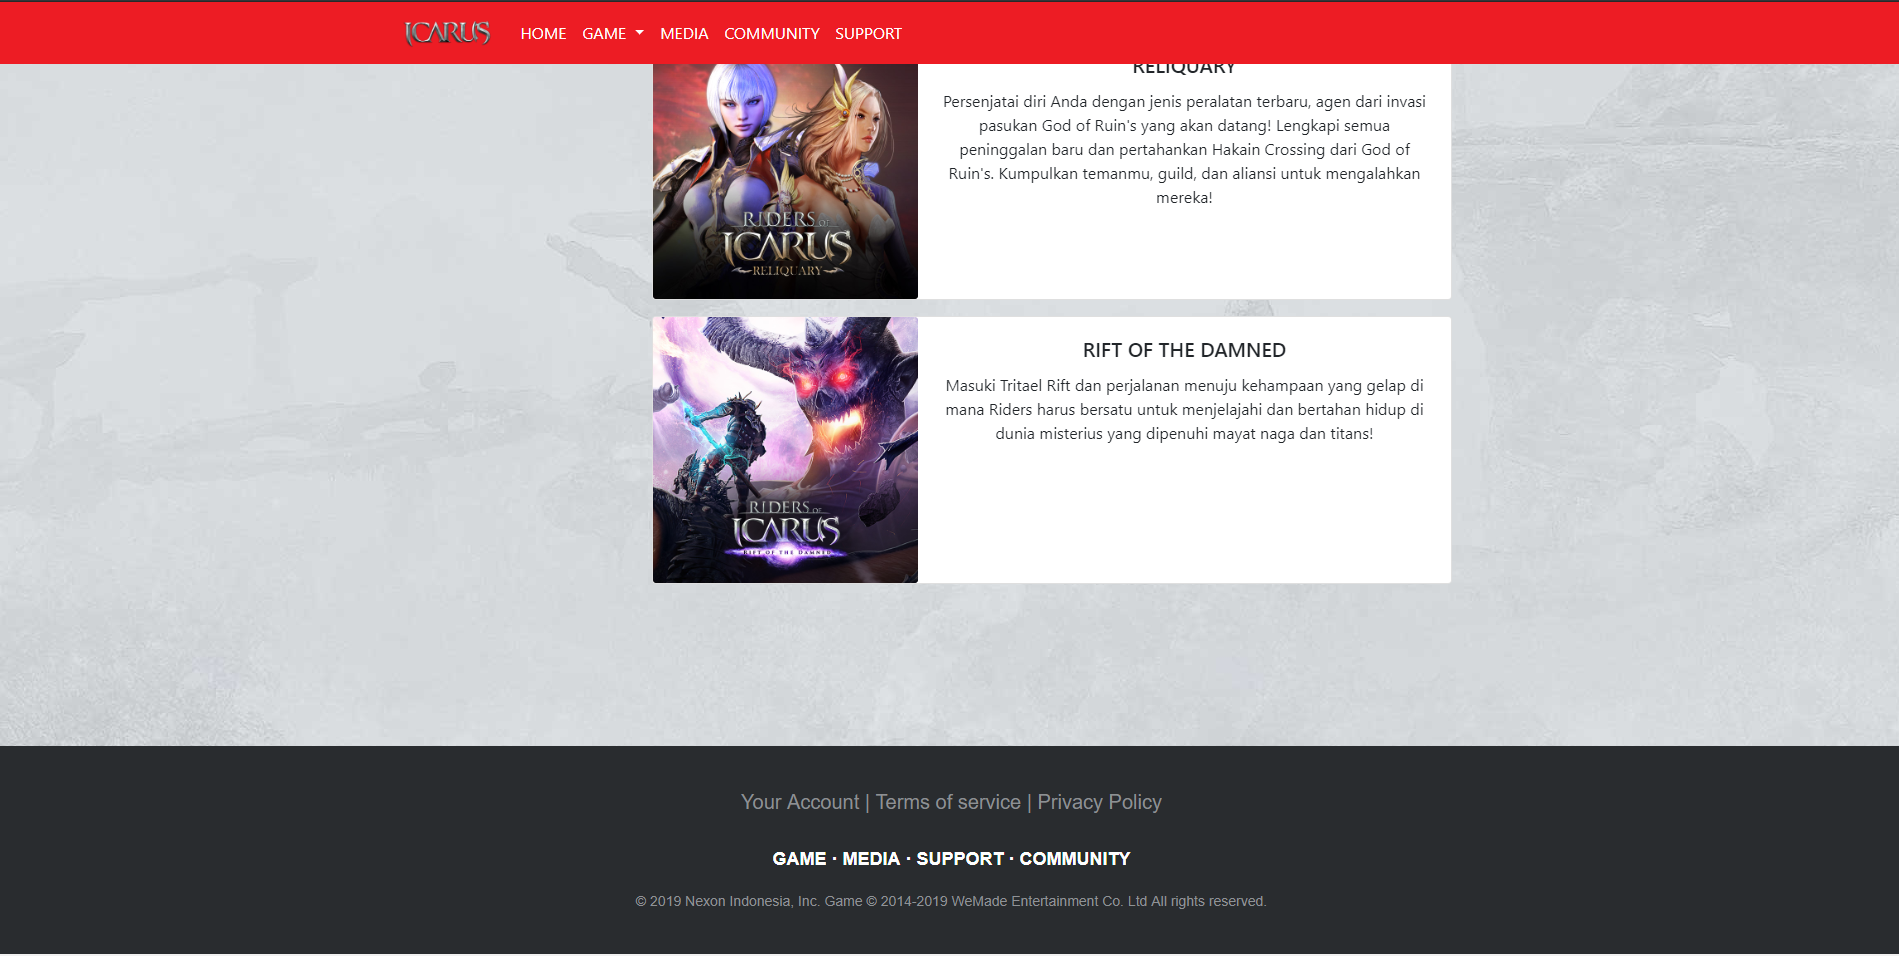 ICARUS HOME GAME MEDIA COMMUNITY SUPPORT
RELIQUARY
Persenjatai diri Anda dengan jenis peralatan terbaru, agen dari invasi
pasukan God of Ruin's yang akan datang! Lengkapi semua
peninggalan baru dan pertahankan Hakain Crossing dari God of
Ruin's. Kumpulkan temanmu, guild, dan aliansi untuk mengalahkan
mereka!
RIDERS OF
ICARUS
RELIQUARY
RIFT OF THE DAMNED
Masuki Tritael Rift dan perjalanan menuju kehampaan yang gelap di
mana Riders harus bersatu untuk menjelajahi dan bertahan hidup di
dunia misterius yang dipenuhi mayat naga dan titans!
RIDERS OF
ICARUS
RIFT OF THE DAMNED
Your Account | Terms of service | Privacy Policy
GAME · MEDIA · SUPPORT · COMMUNITY
© 2019 Nexon Indonesia, Inc. Game © 2014-2019 WeMade Entertainment Co. Ltd All rights reserved.